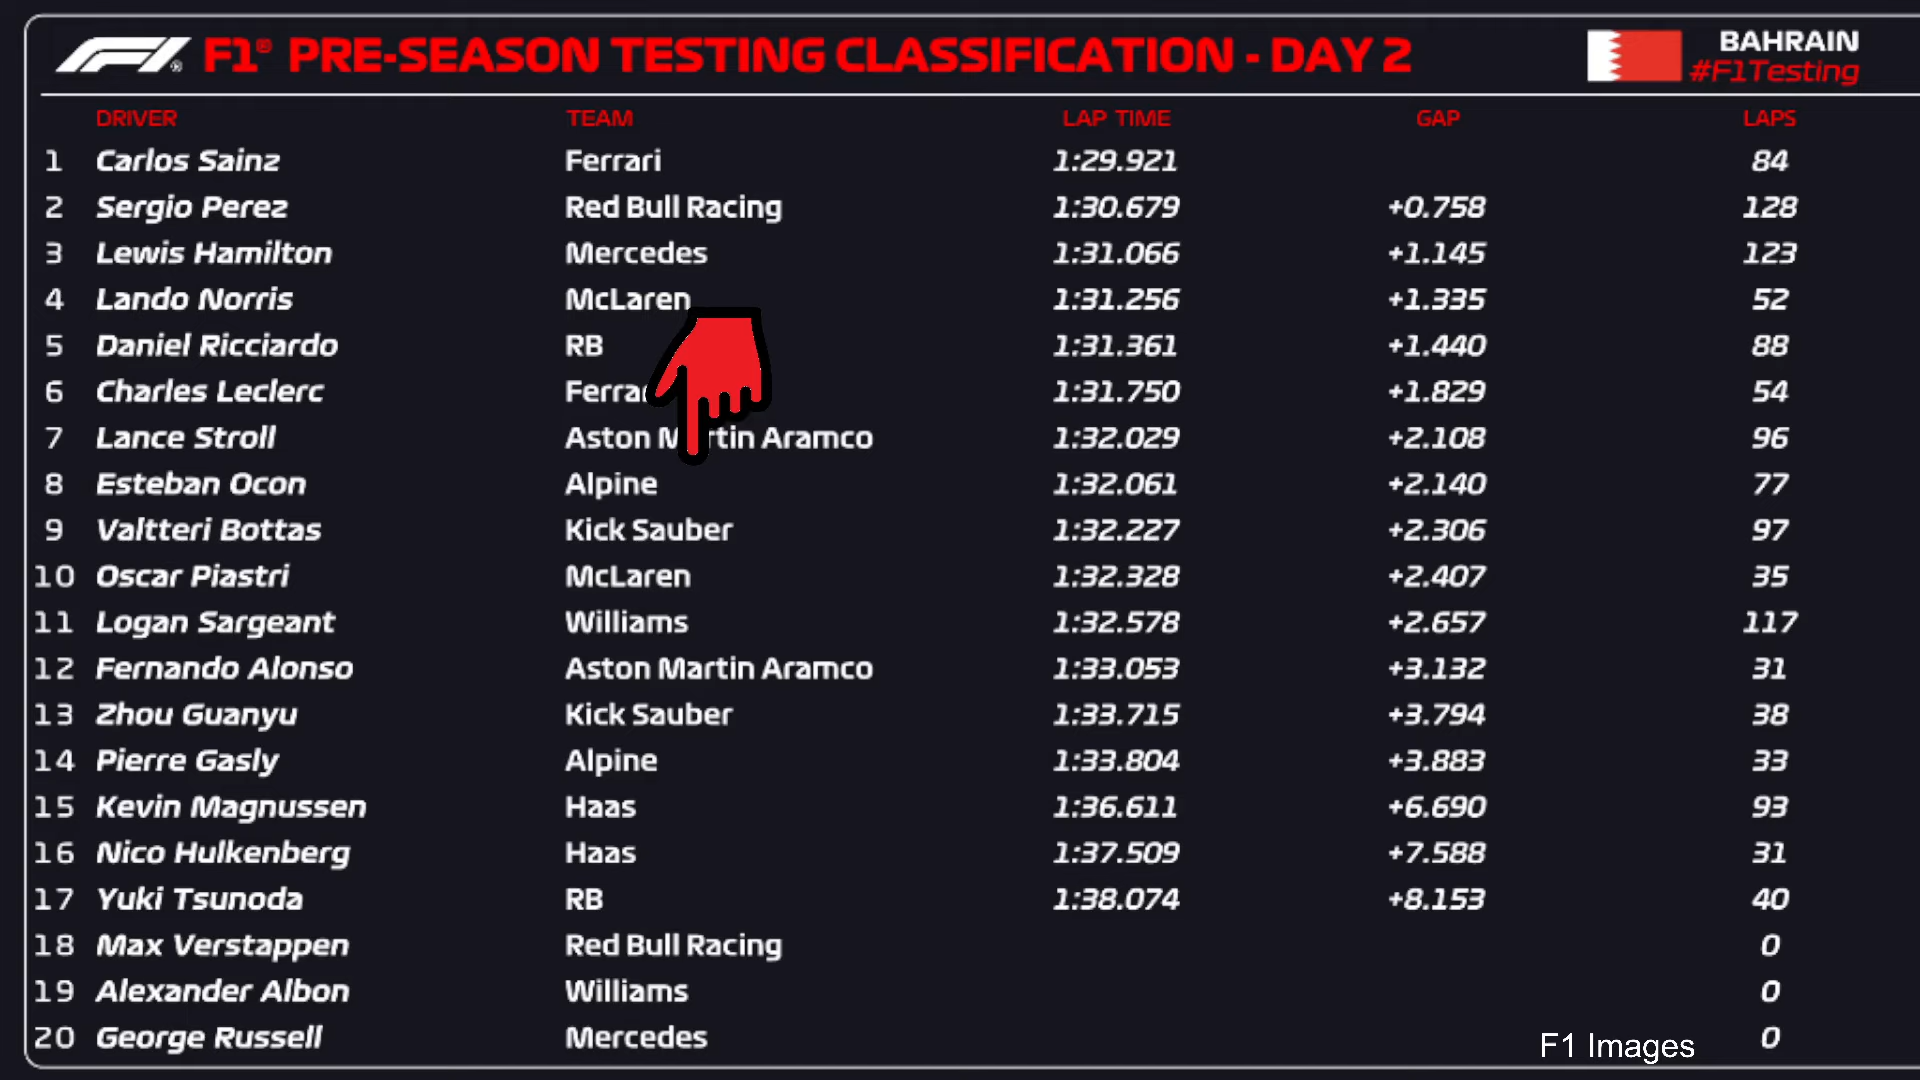 F1 F1® PRE-SEASON TESTING CLASSIFICATION - DAY 2 BAHRAIN
#F1Testing
DRIVER TEAM LAP TIME GAP LAPS
1 Carlos Sainz Ferrari 1:29.921 84
2 Sergio Perez Red Bull Racing 1:30.679 +0.758 128
3 Lewis Hamilton Mercedes 1:31.066 +1.145 123
4 Lando Norris McLaren 1:31.256 +1.335 52
5 Daniel Ricciardo RB 1:31.361 +1.440 88
6 Charles Leclerc Ferrari 1:31.750 +1.829 54
7 Lance Stroll Aston Martin Aramco 1:32.029 +2.108 96
8 Esteban Ocon Alpine 1:32.061 +2.140 77
9 Valtteri Bottas Kick Sauber 1:32.227 +2.306 97
10 Oscar Piastri McLaren 1:32.328 +2.407 35
11 Logan Sargeant Williams 1:32.578 +2.657 117
12 Fernando Alonso Aston Martin Aramco 1:33.053 +3.132 31
13 Zhou Guanyu Kick Sauber 1:33.715 +3.794 38
14 Pierre Gasly Alpine 1:33.804 +3.883 33
15 Kevin Magnussen Haas 1:36.611 +6.690 93
16 Nico Hulkenberg Haas 1:37.509 +7.588 31
17 Yuki Tsunoda RB 1:38.074 +8.153 40
18 Max Verstappen Red Bull Racing 0
19 Alexander Albon Williams 0
20 George Russell Mercedes 0
F1 Images